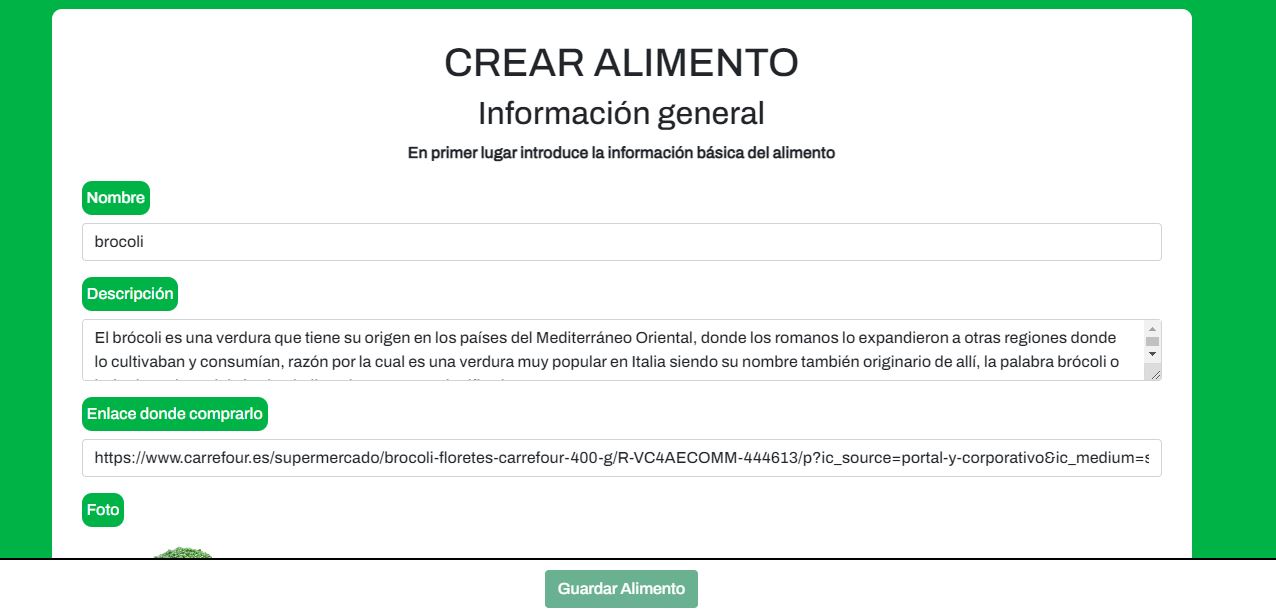 CREAR ALIMENTO
Información general
En primer lugar introduce la información básica del alimento
Nombre
brocoli
Descripción
El brócoli es una verdura que tiene su origen en los países del Mediterráneo Oriental, donde los romanos lo expandieron a otras regiones donde
lo cultivaban y consumían, razón por la cual es una verdura muy popular en Italia siendo su nombre también originario de allí, la palabra brócoli o
Enlace donde comprarlo
https://www.carrefour.es/supermercado/brocoli-floretes-carrefour-400-g/R-VC4AECOMM-444613/p?ic_source=portal-y-corporativo&ic_medium=s
Foto
Guardar Alimento